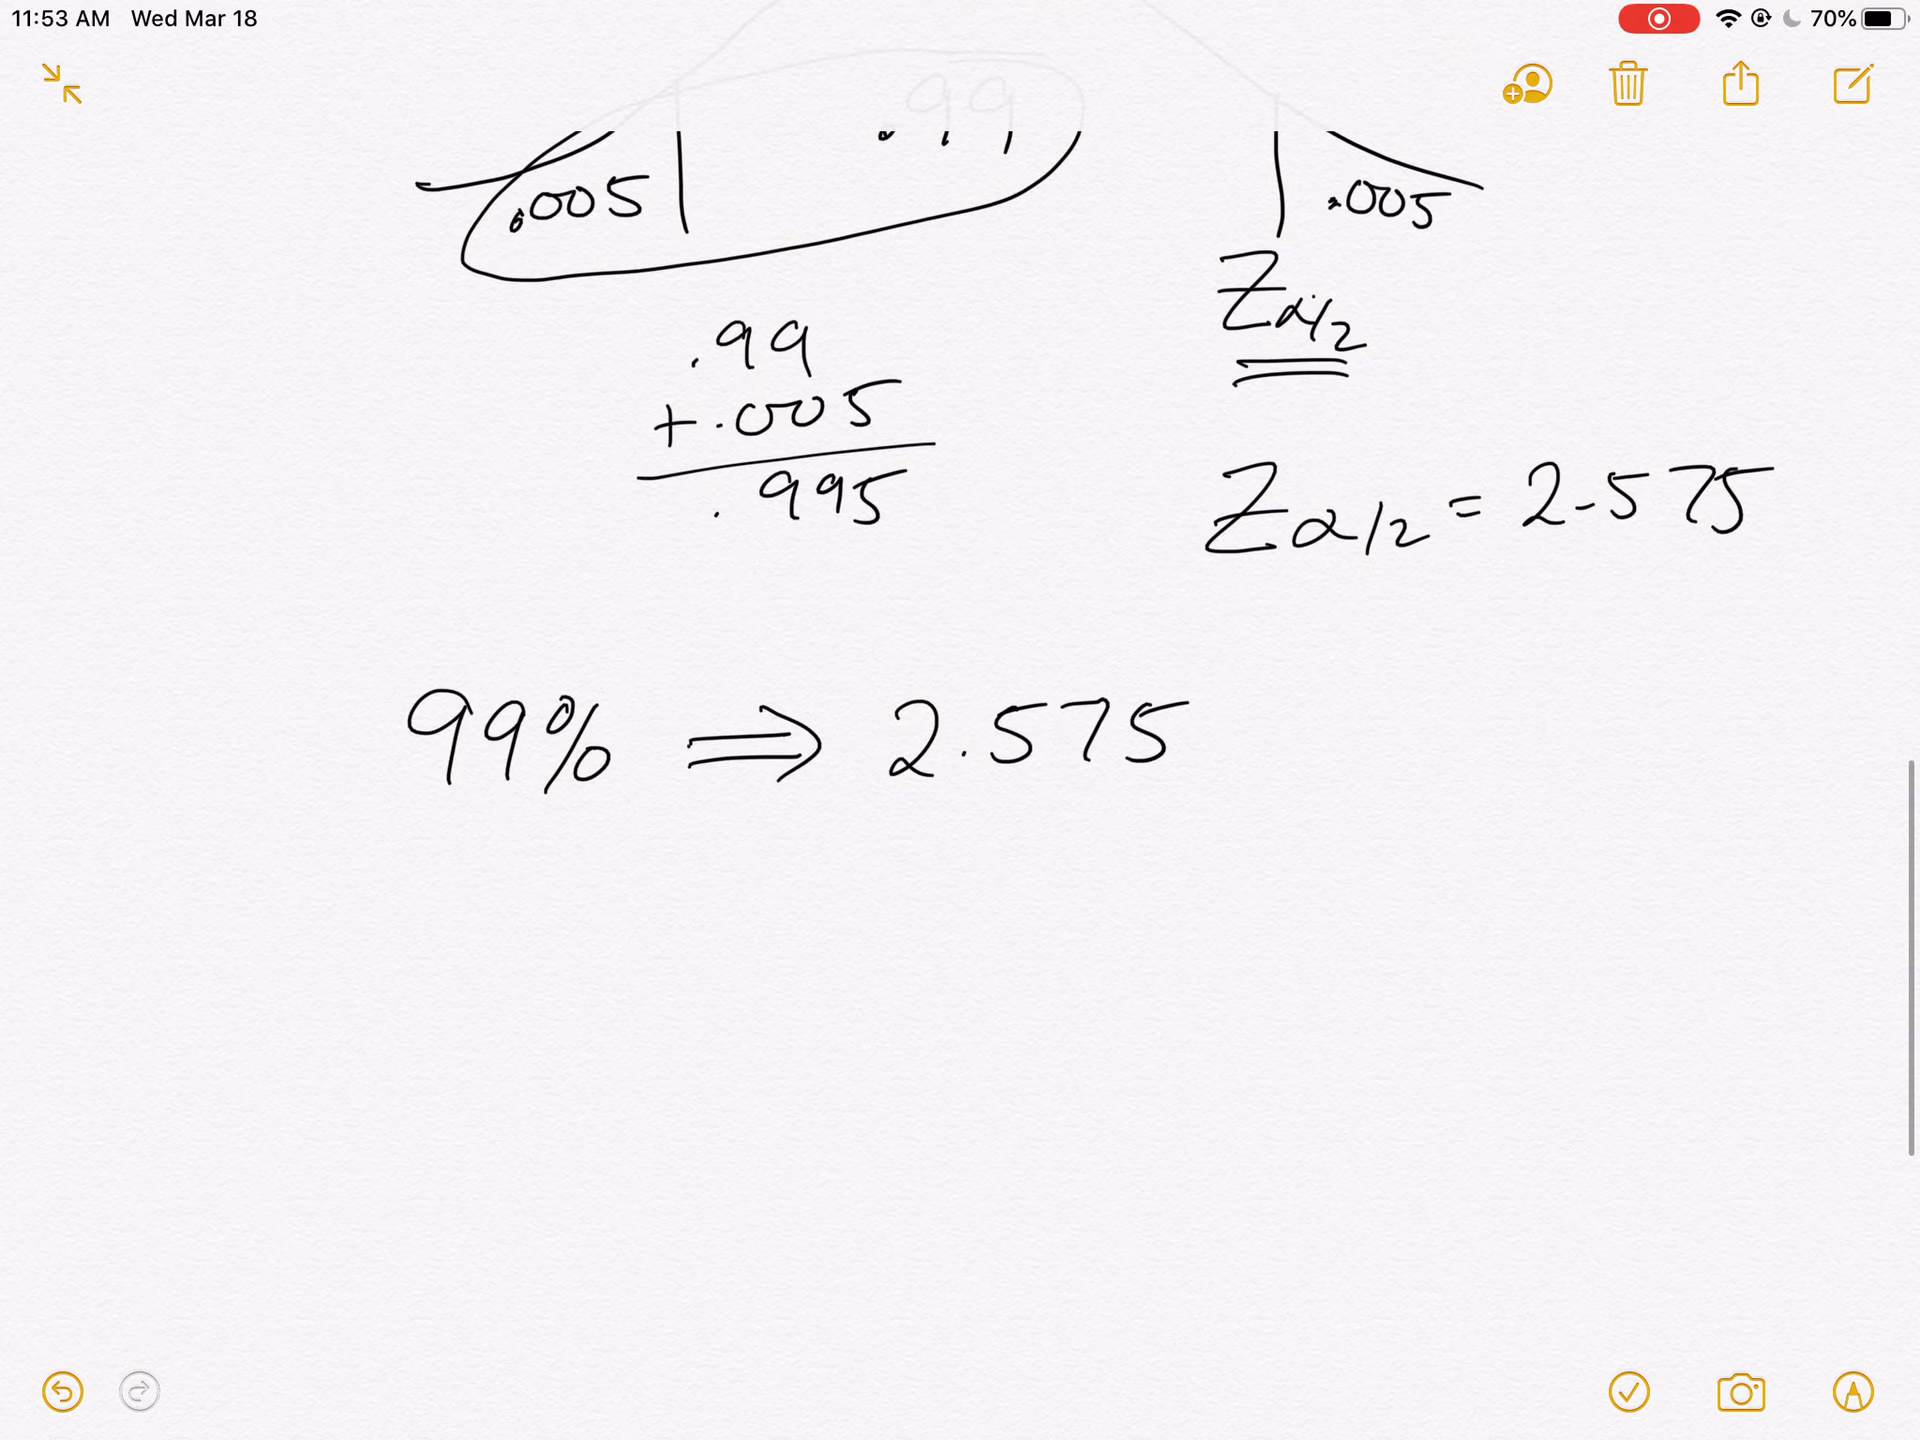 11:53 AM Wed Mar 18 70%
.99
.005 .005
Zα/2
.99
+.005
.995
Zα/2 = 2.575
99% ⇒ 2.575